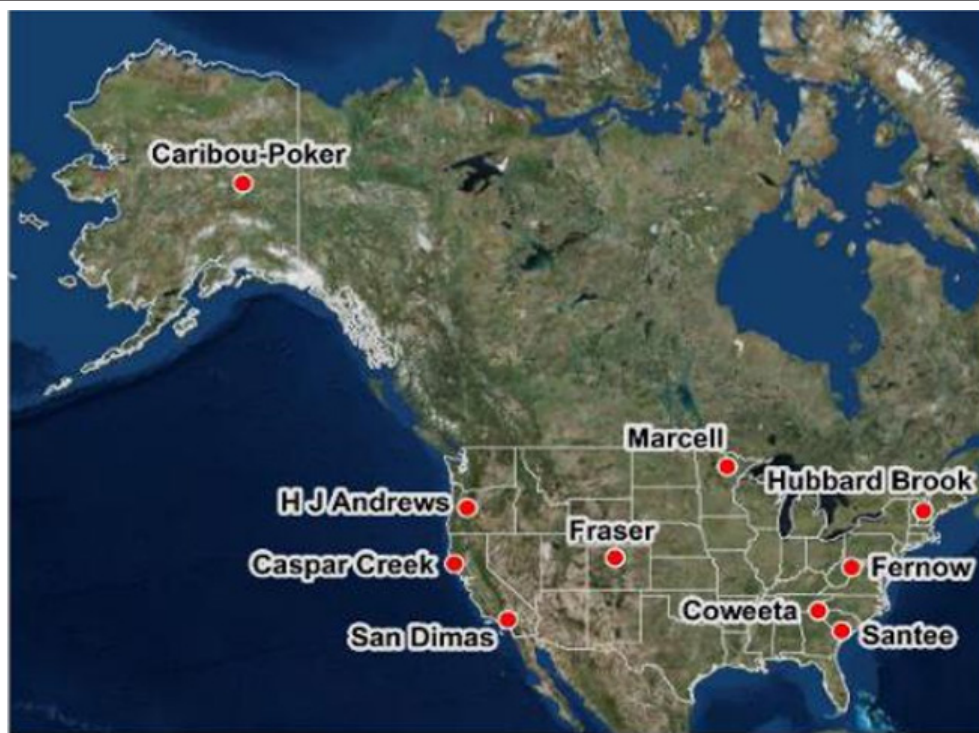 Caribou-Poker
Marcell
Hubbard Brook
H J Andrews
Fraser
Caspar Creek
Fernow
Coweeta
San Dimas
Santee